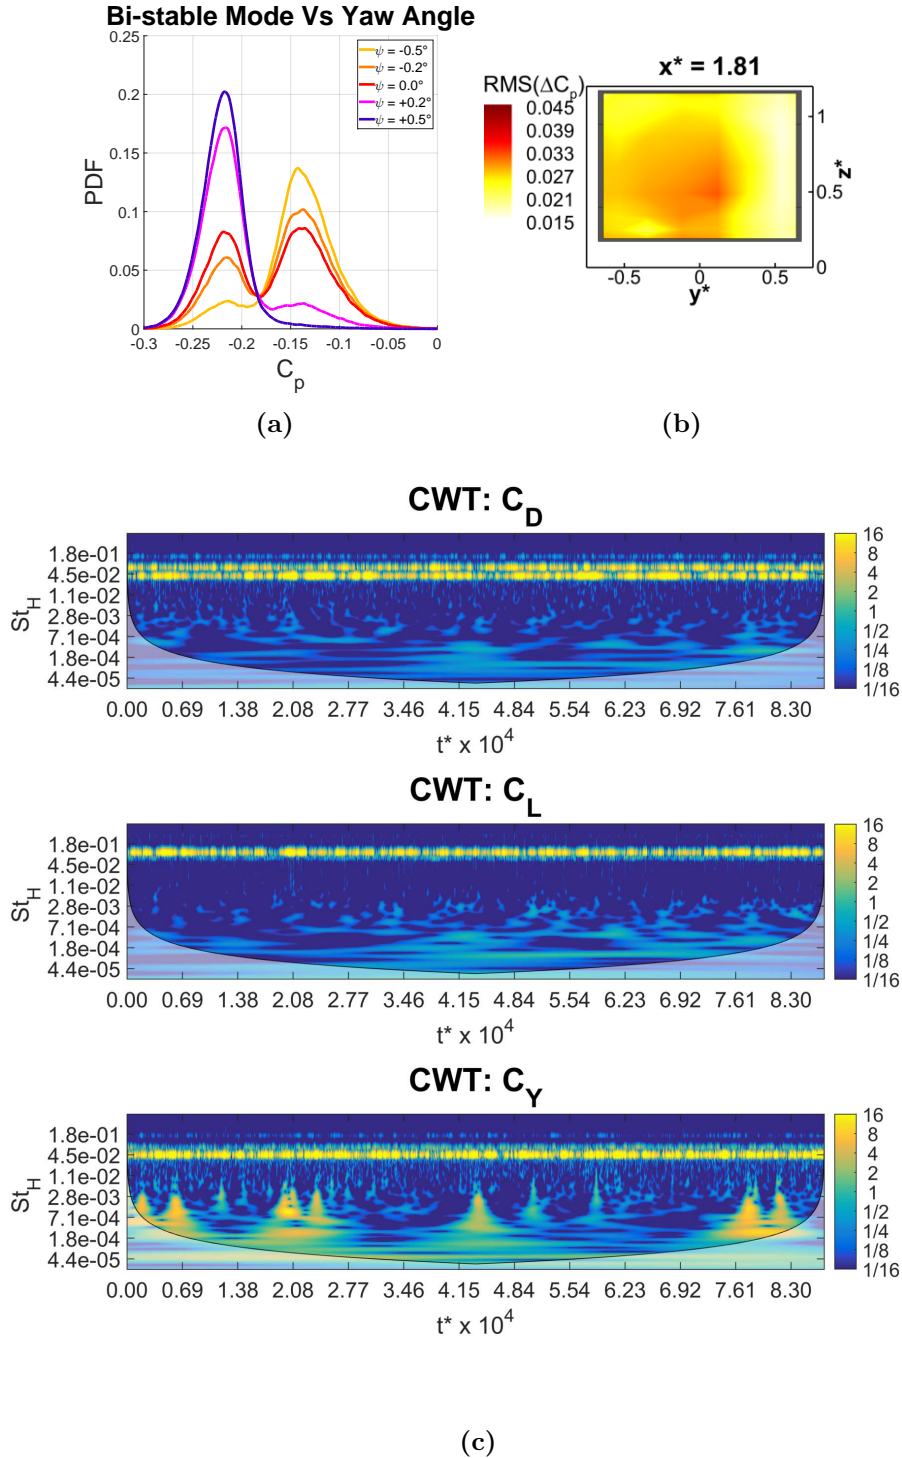 Bi-stable Mode Vs Yaw Angle
0.25
0.2
0.15
0.1
0.05
0
PDF
ψ = -0.5°
ψ = -0.2°
ψ = 0.0°
ψ = +0.2°
ψ = +0.5°
-0.3 -0.25 -0.2 -0.15 -0.1 -0.05 0
C_p
(a)
x* = 1.81
RMS(ΔC_p)
0.045
0.039
0.033
0.027
0.021
0.015
1
0.5
0
z*
-0.5 0 0.5
y*
(b)
CWT: C_D
St_H
1.8e-01
4.5e-02
1.1e-02
2.8e-03
7.1e-04
1.8e-04
4.4e-05
16
8
4
2
1
1/2
1/4
1/8
1/16
0.00 0.69 1.38 2.08 2.77 3.46 4.15 4.84 5.54 6.23 6.92 7.61 8.30
t* x 10^4
CWT: C_L
St_H
1.8e-01
4.5e-02
1.1e-02
2.8e-03
7.1e-04
1.8e-04
4.4e-05
16
8
4
2
1
1/2
1/4
1/8
1/16
0.00 0.69 1.38 2.08 2.77 3.46 4.15 4.84 5.54 6.23 6.92 7.61 8.30
t* x 10^4
CWT: C_Y
St_H
1.8e-01
4.5e-02
1.1e-02
2.8e-03
7.1e-04
1.8e-04
4.4e-05
16
8
4
2
1
1/2
1/4
1/8
1/16
0.00 0.69 1.38 2.08 2.77 3.46 4.15 4.84 5.54 6.23 6.92 7.61 8.30
t* x 10^4
(c)